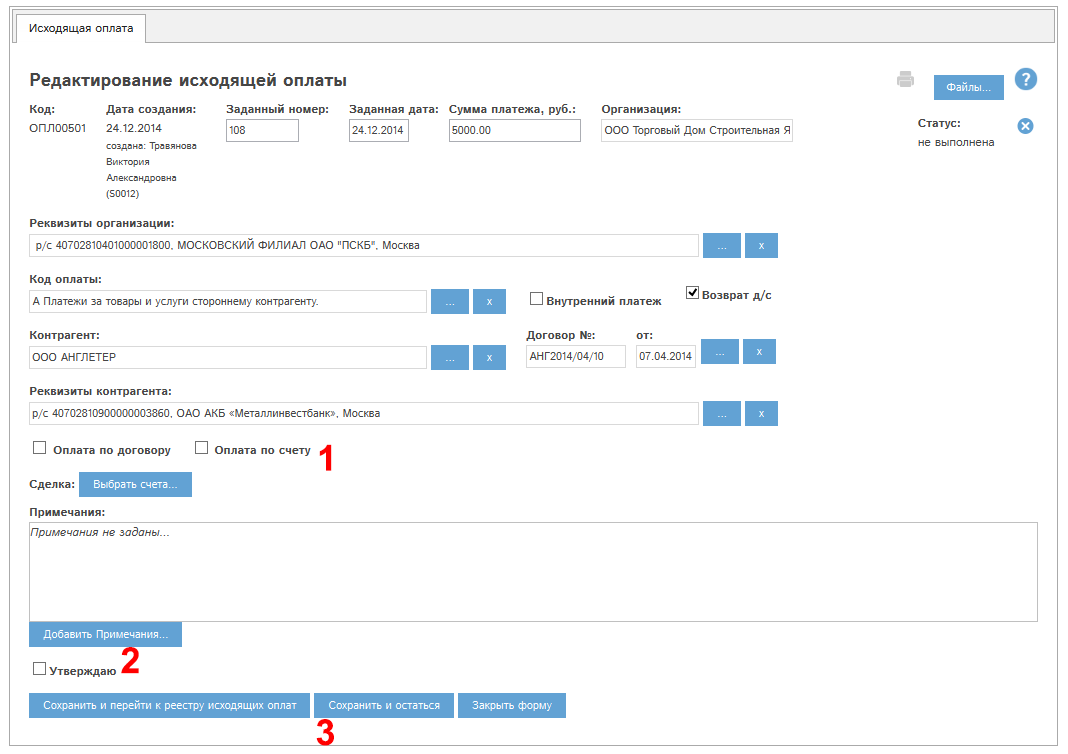 Исходящая оплата
Редактирование исходящей оплаты
Файлы...
?
Код:
Дата создания:
Заданный номер:
Заданная дата:
Сумма платежа, руб.:
Организация:
ОПЛ00501
24.12.2014
108
24.12.2014
5000.00
ООО Торговый Дом Строительная Я
Статус:
не выполнена
создана: Травянова
Виктория
Александровна
(S0012)
Реквизиты организации:
р/с 40702810401000001800, МОСКОВСКИЙ ФИЛИАЛ ОАО "ПСКБ", Москва
...
x
Код оплаты:
А Платежи за товары и услуги стороннему контрагенту.
...
x
Внутренний платеж
Возврат д/с
Контрагент:
Договор №:
от:
ООО АНГЛЕТЕР
...
x
АНГ2014/04/10
07.04.2014
...
x
Реквизиты контрагента:
р/с 40702810900000003860, ОАО АКБ «Металлинвестбанк», Москва
...
x
Оплата по договору
Оплата по счету
1
Сделка:
Выбрать счета...
Примечания:
Примечания не заданы...
Добавить Примечания...
Утверждаю
2
Сохранить и перейти к реестру исходящих оплат
Сохранить и остаться
Закрыть форму
3